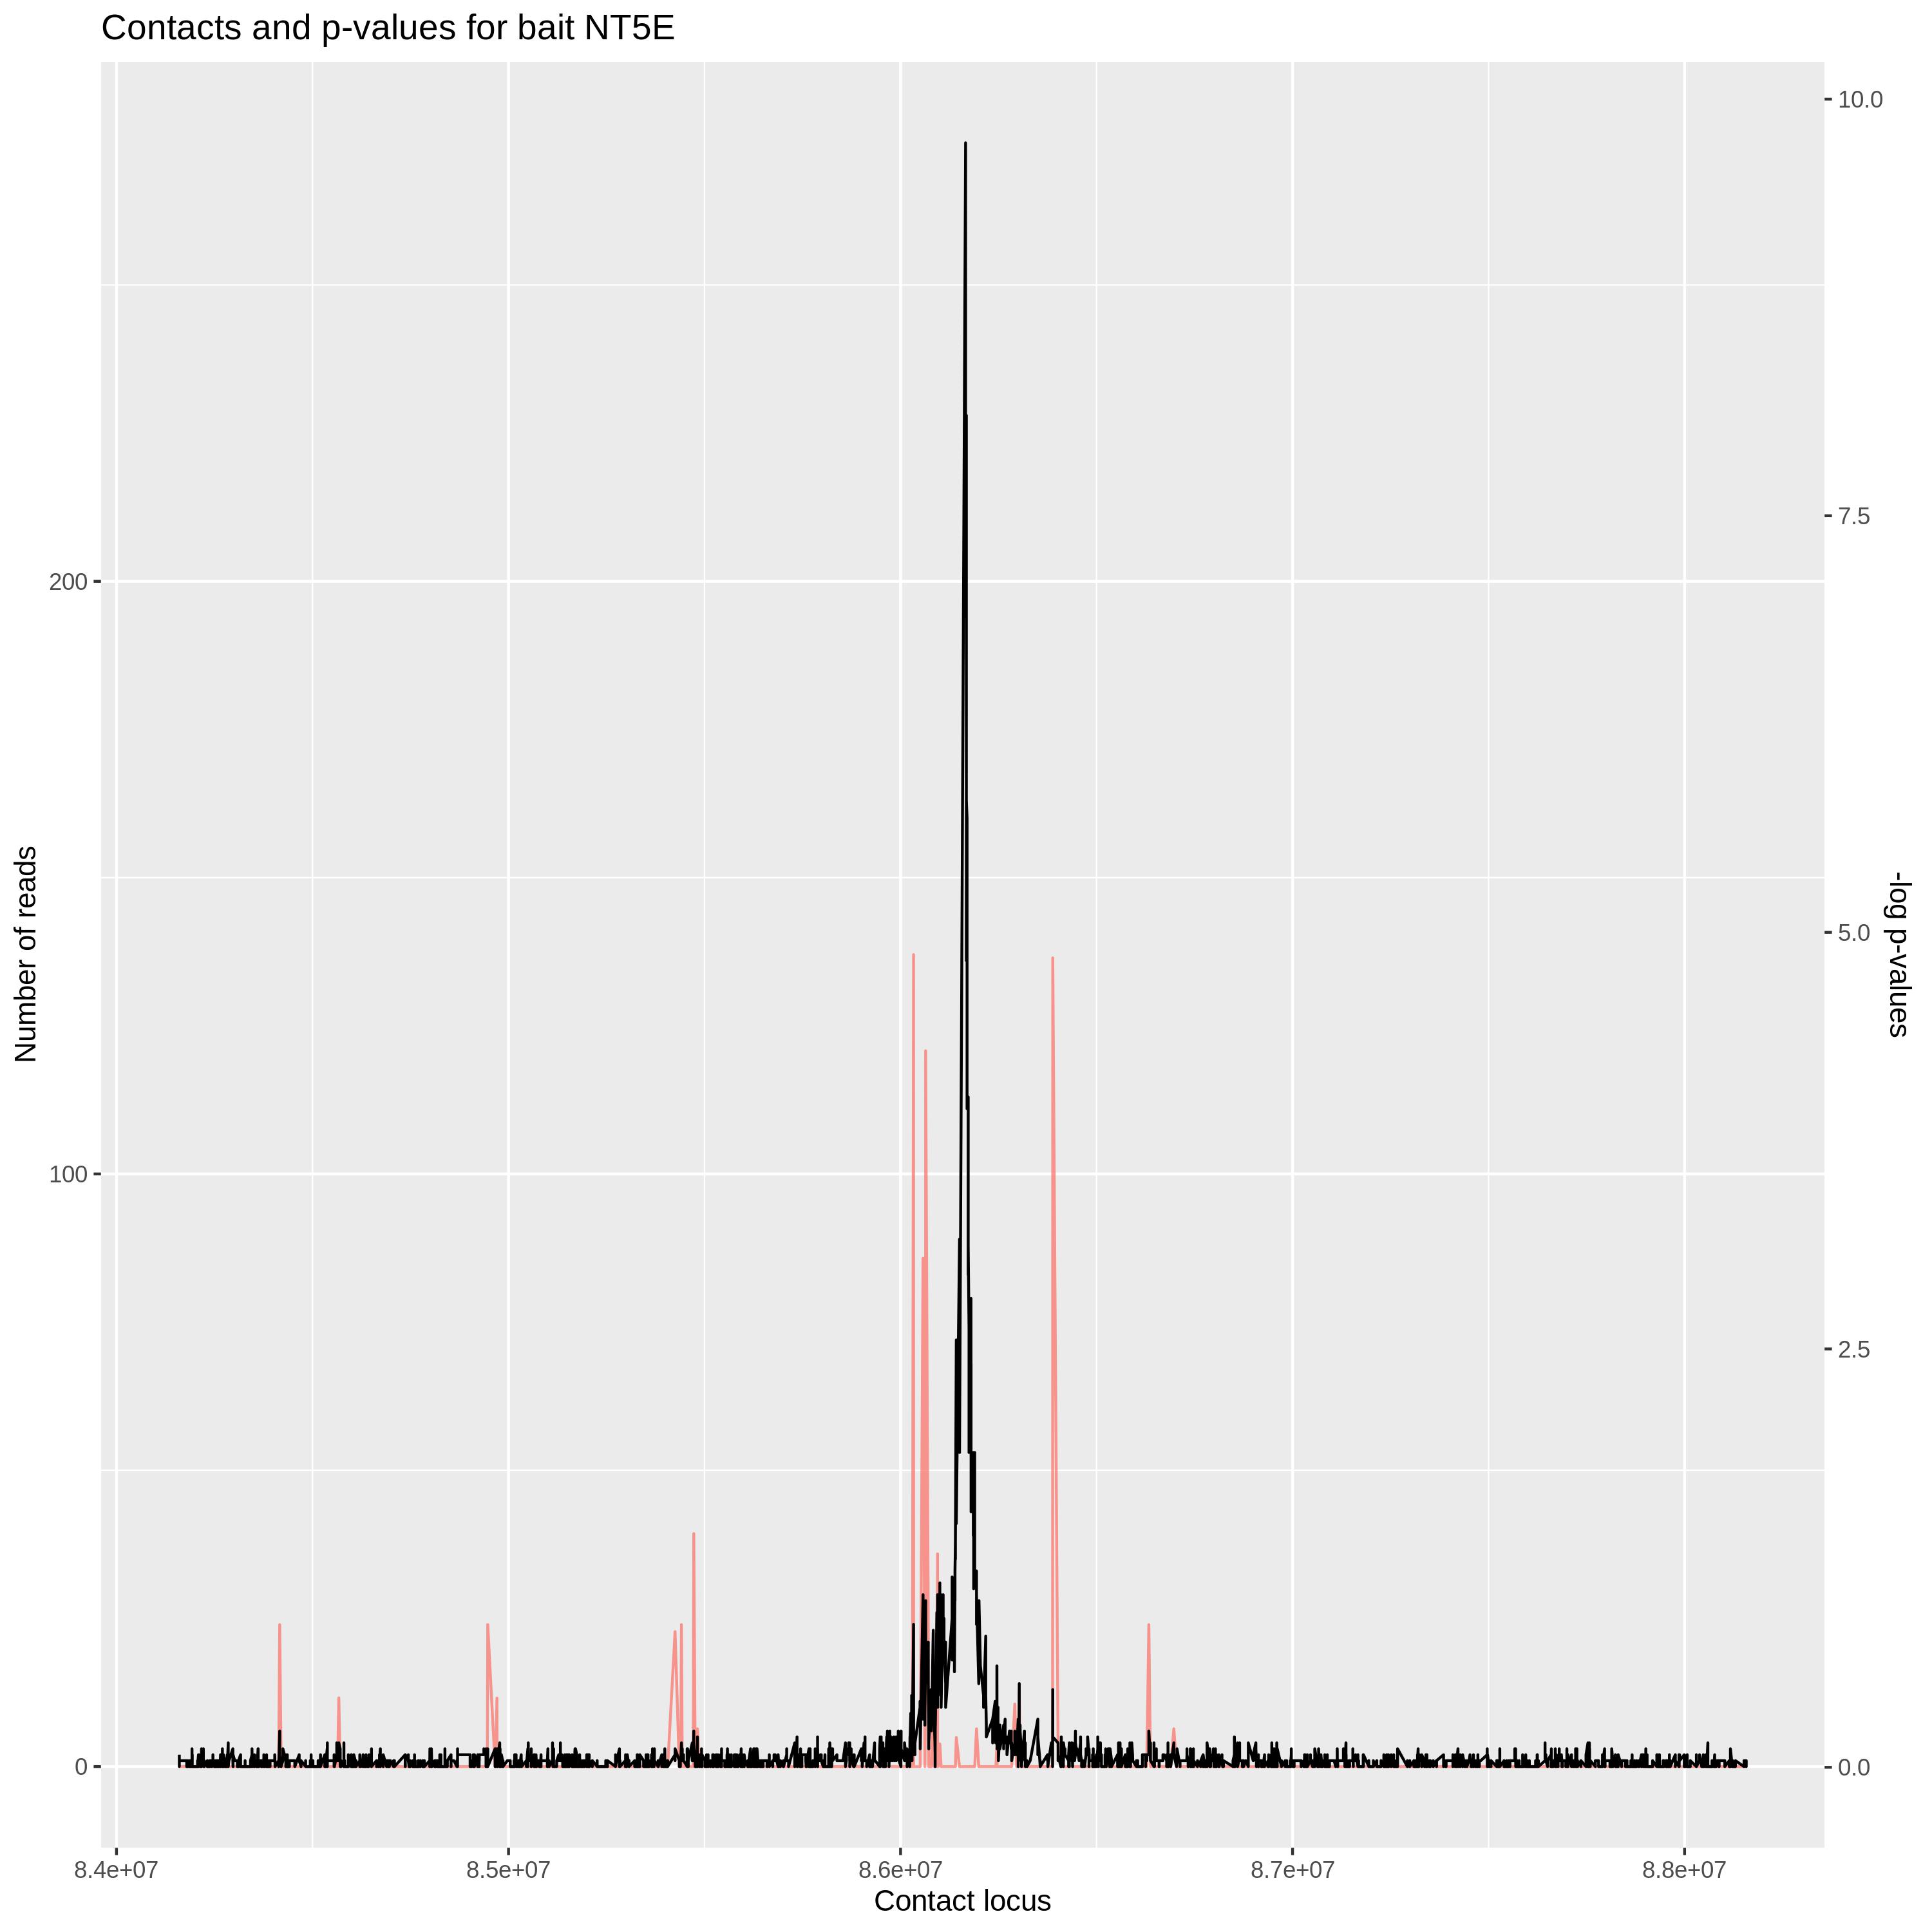 Contacts and p-values for bait NT5E
10.0
7.5
200
5.0
Number of reads
-log p-values
100
2.5
0
0.0
8.4e+07 8.5e+07 8.6e+07 8.7e+07 8.8e+07
Contact locus